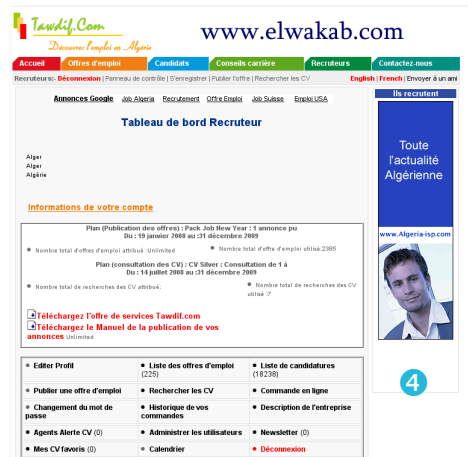 Tawdif.Com
www.elwakab.com
Découvrez l'emploi en Algérie
Accueil Offres d'emploi Candidats Conseils carrière Recruteurs Contactez-nous
Recruteurs:- Déconnexion | Panneau de contrôle | S'enregistrer | Publier l'offre | Rechercher les CV English | French | Envoyer à un ami
Annonces Google Job Algeria Recrutement Offre Emploi Job Suisse Emploi USA
Ils recrutent
Tableau de bord Recruteur
Toute
l'actualité
Algérienne
Alger
Alger
Algérie
www.Algeria-isp.com
Informations de votre compte
Plan (Publication des offres) : Pack Job New Year : 1 annonce pu
Du : 19 janvier 2008 au :31 décembre 2009
Nombre total d'offres d'emploi attribué :Unlimited
Nombre total d'offre d'emploi utilisé:2385
Plan (consultation des CV) : CV Silver : Consultation de 1 à
Du : 14 juillet 2008 au :31 décembre 2009
Nombre total de recherches des CV attribué:
Nombre total de recherches des CV
utilisé :7
Téléchargez l'offre de services Tawdif.com
Téléchargez le Manuel de la publication de vos
annonces Unlimited
Editer Profil
Liste des offres d'emploi
(225)
Liste de candidatures
(18238)
Publier une offre d'emploi
Rechercher les CV
Commande en ligne
Changement du mot de
passe
Historique de vos
commandes
Description de l'entreprise
Agents Alerte CV (0)
Administrer les utilisateurs
Newsletter (0)
Mes CV favoris (0)
Calendrier
Déconnexion
4